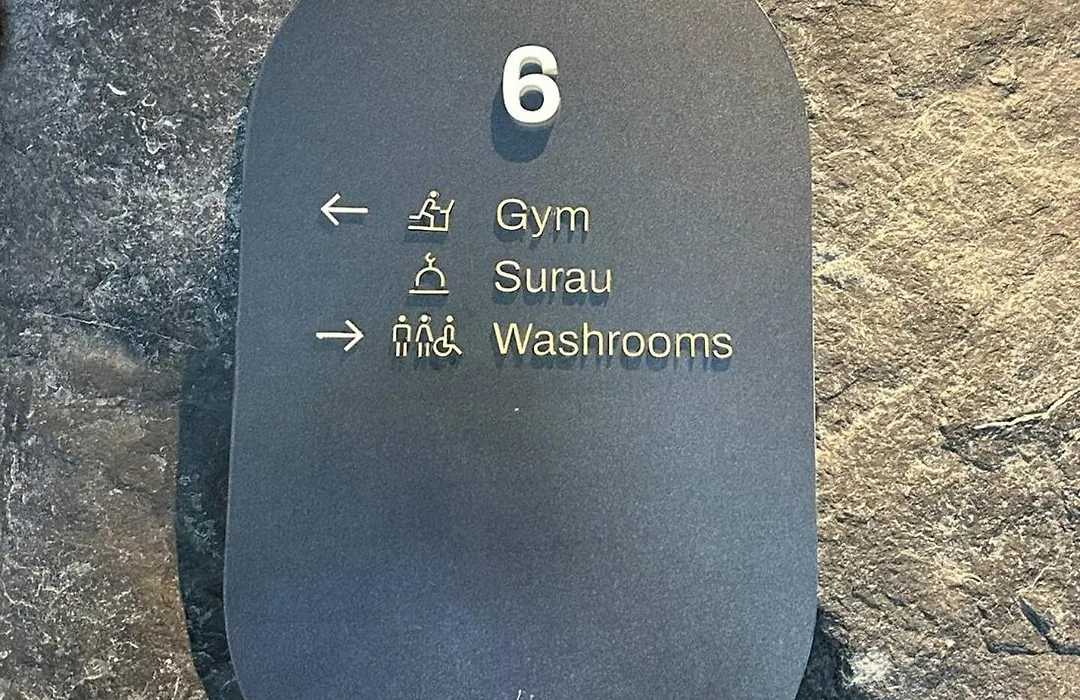 6
← Gym
Surau
→ Washrooms